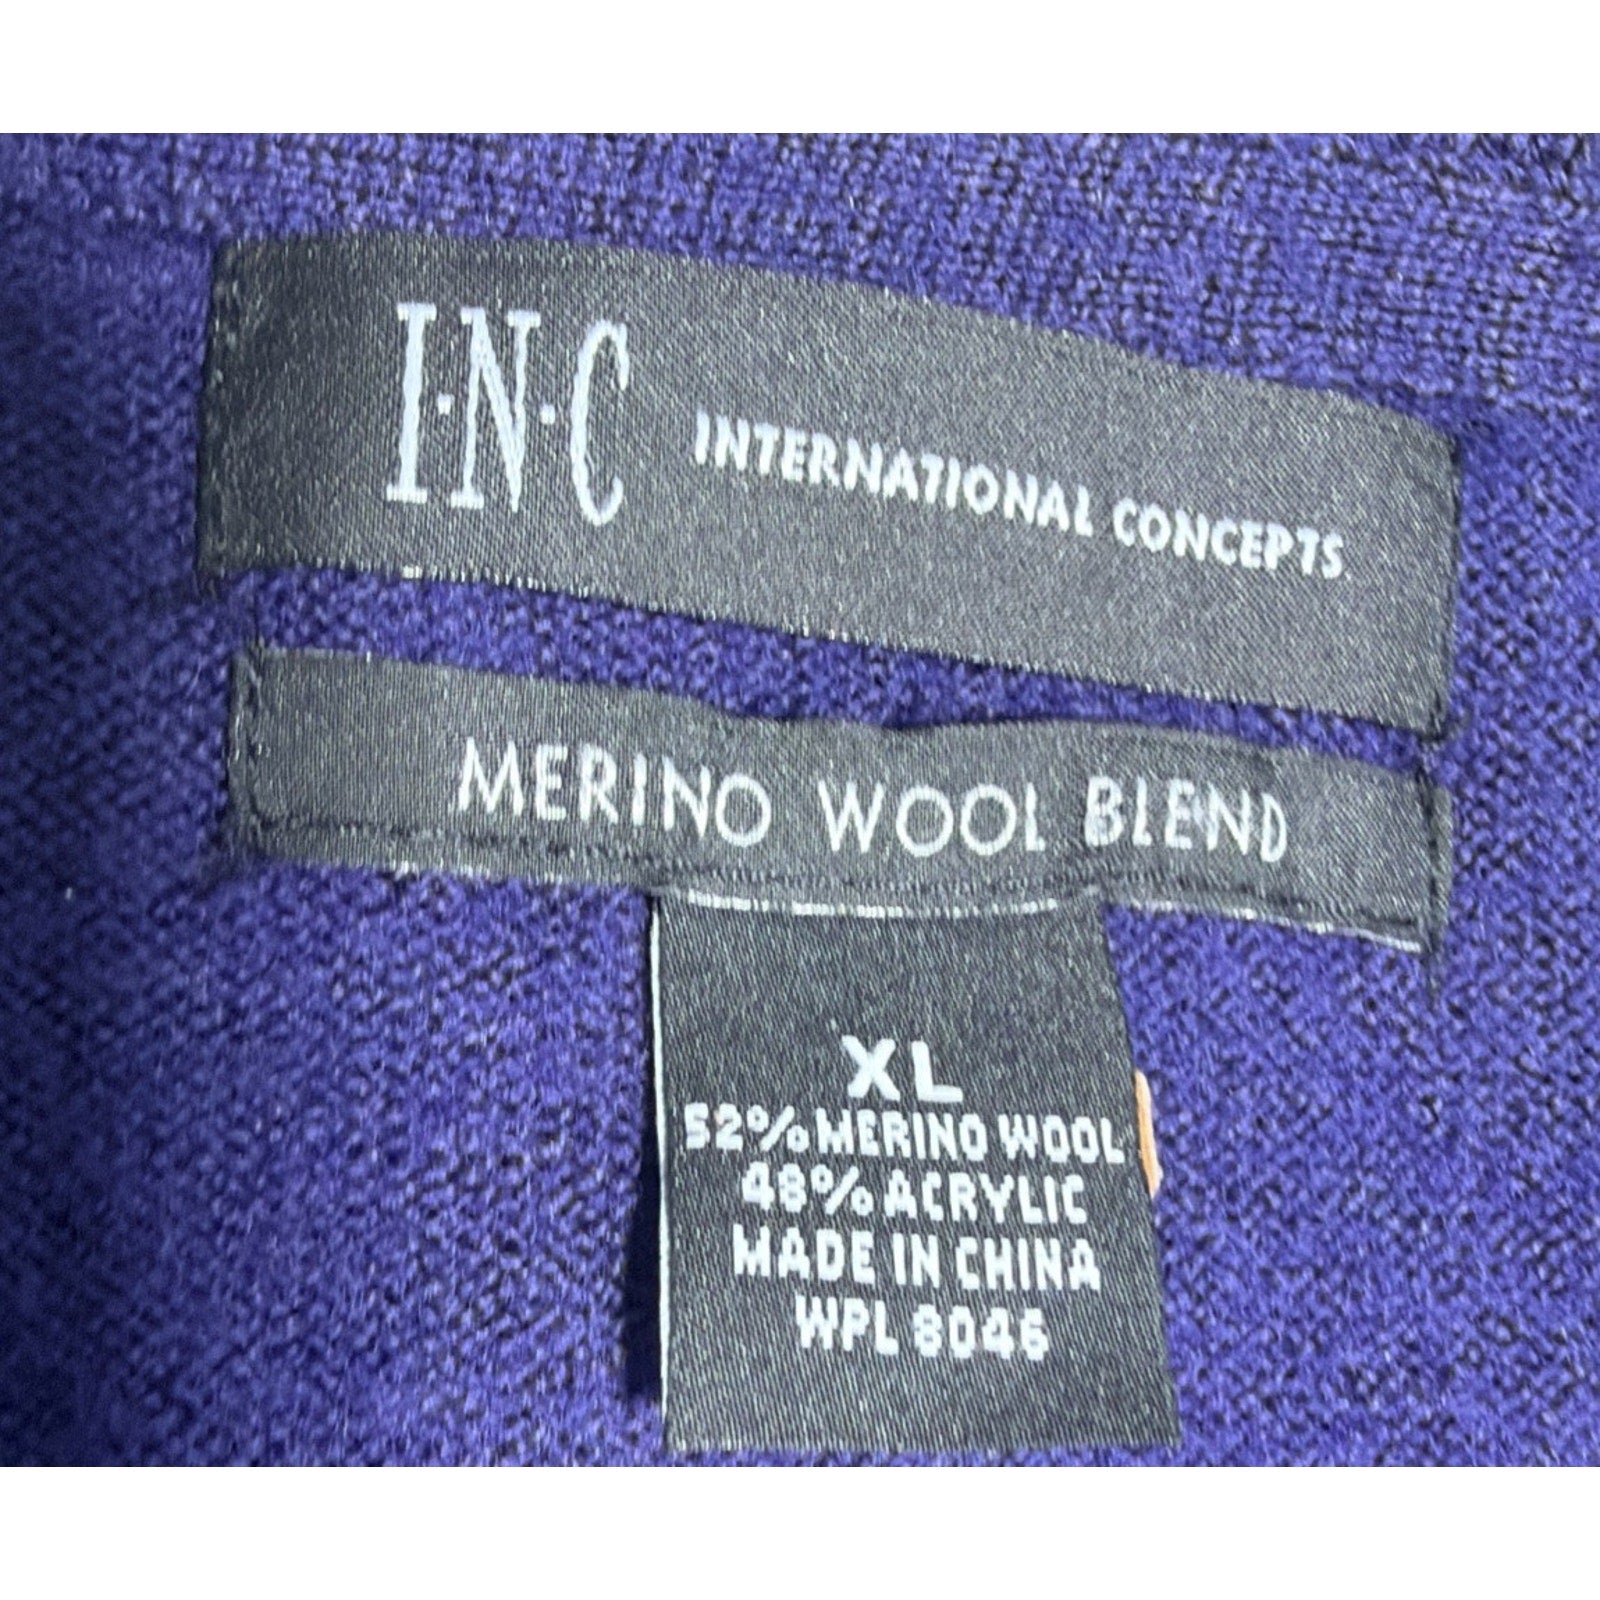 I·N·C INTERNATIONAL CONCEPTS
MERINO WOOL BLEND
XL
52% MERINO WOOL
48% ACRYLIC
MADE IN CHINA
WPL 8046